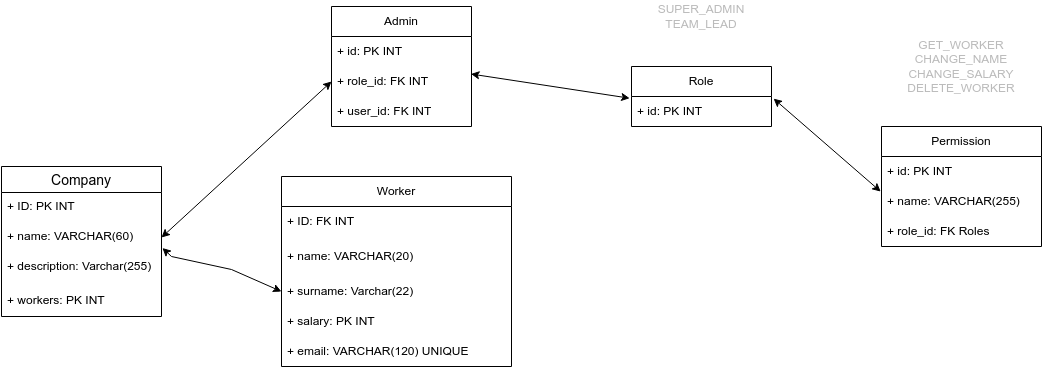 SUPER_ADMIN
TEAM_LEAD
Admin
+ id: PK INT
+ role_id: FK INT
+ user_id: FK INT
Role
+ id: PK INT
GET_WORKER
CHANGE_NAME
CHANGE_SALARY
DELETE_WORKER
Permission
+ id: PK INT
+ name: VARCHAR(255)
+ role_id: FK Roles
Company
+ ID: PK INT
+ name: VARCHAR(60)
+ description: Varchar(255)
+ workers: PK INT
Worker
+ ID: FK INT
+ name: VARCHAR(20)
+ surname: Varchar(22)
+ salary: PK INT
+ email: VARCHAR(120) UNIQUE